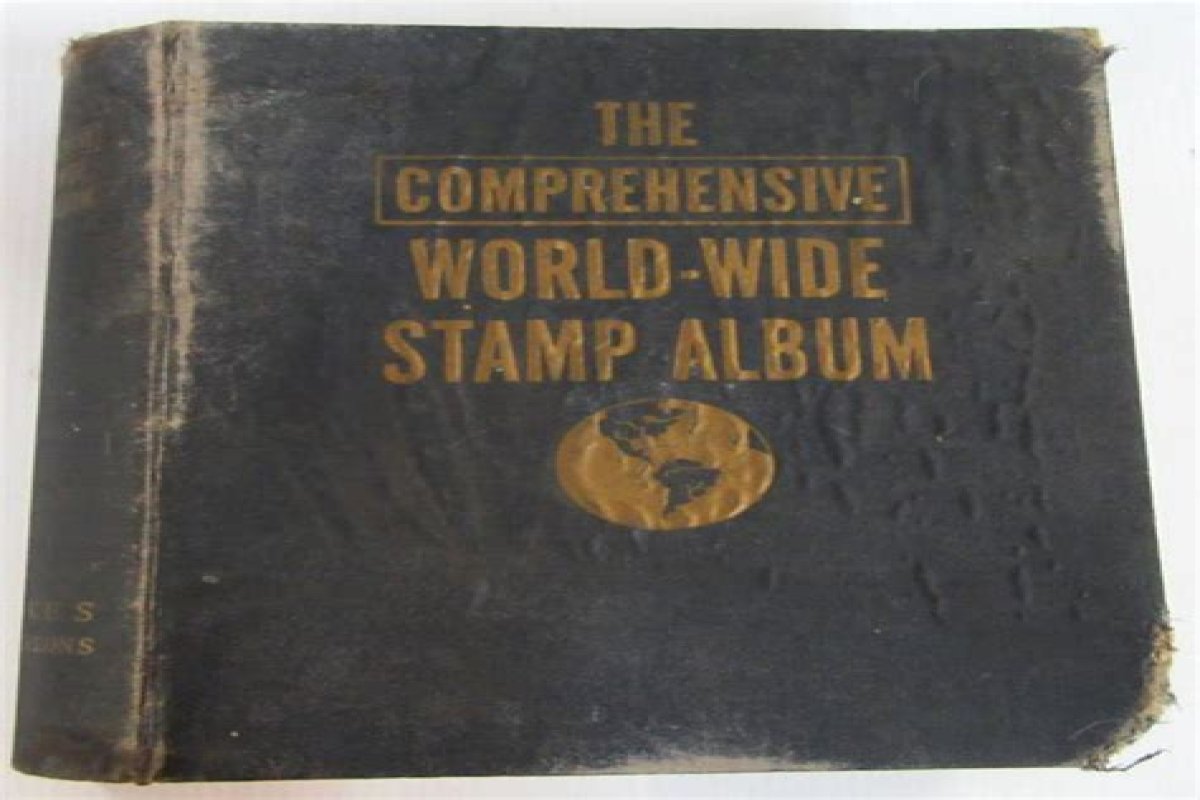 THE
COMPREHENSIVE
WORLD-WIDE
STAMP ALBUM
S